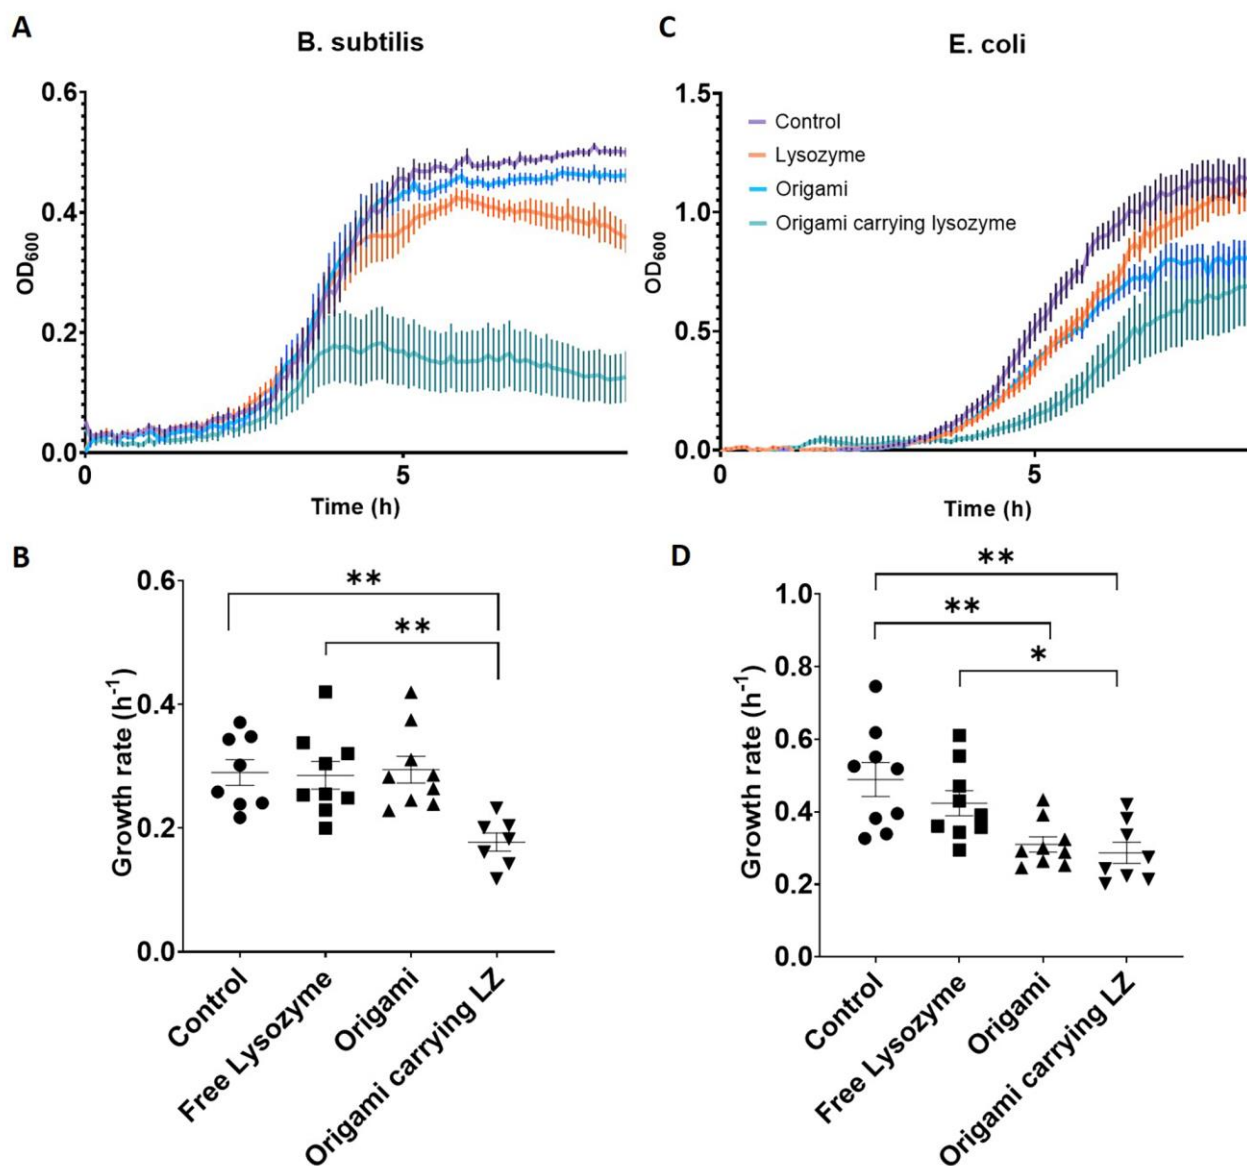 A
B. subtilis
0.6
0.4
0.2
0.0
OD600
0
5
Time (h)
C
E. coli
1.5
1.0
0.5
0.0
OD600
Control
Lysozyme
Origami
Origami carrying lysozyme
0
5
Time (h)
B
0.6
0.4
0.2
0.0
Growth rate (h-1)
**
**
Control
Free Lysozyme
Origami
Origami carrying LZ
D
1.0
0.8
0.6
0.4
0.2
0.0
Growth rate (h-1)
**
**
*
Control
Free Lysozyme
Origami
Origami carrying LZ